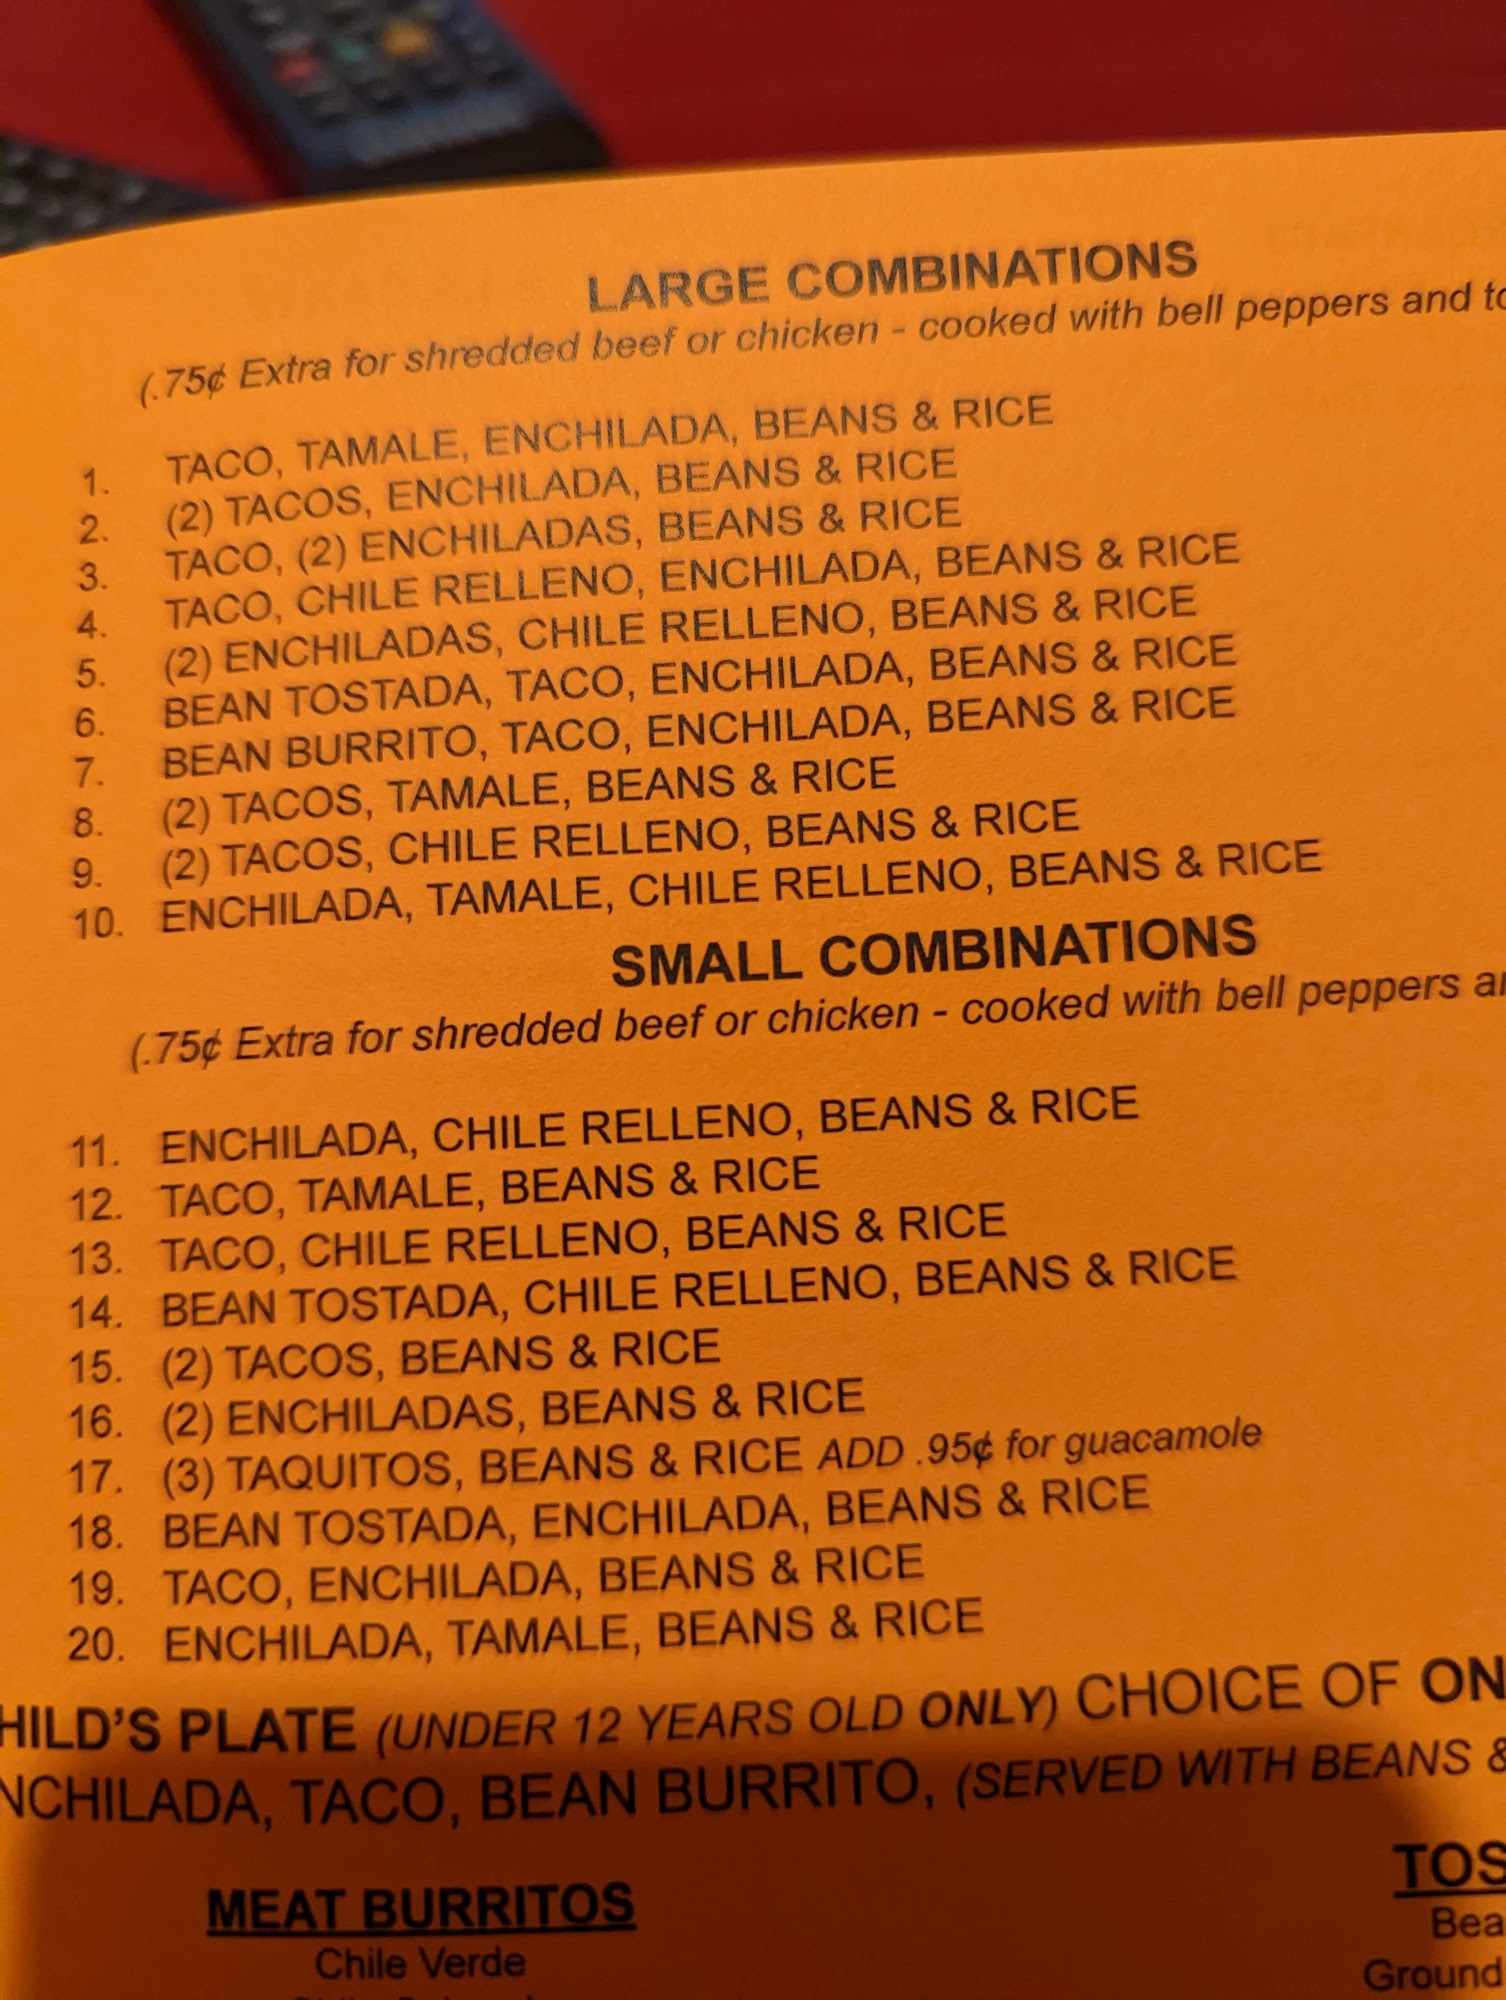 LARGE COMBINATIONS
(.75¢ Extra for shredded beef or chicken - cooked with bell peppers and
1. TACO, TAMALE, ENCHILADA, BEANS & RICE
2. (2) TACOS, ENCHILADA, BEANS & RICE
3. TACO, (2) ENCHILADAS, BEANS & RICE
4. TACO, CHILE RELLENO, ENCHILADA, BEANS & RICE
5. (2) ENCHILADAS, CHILE RELLENO, BEANS & RICE
6. BEAN TOSTADA, TACO, ENCHILADA, BEANS & RICE
7. BEAN BURRITO, TACO, ENCHILADA, BEANS & RICE
8. (2) TACOS, TAMALE, BEANS & RICE
9. (2) TACOS, CHILE RELLENO, BEANS & RICE
10. ENCHILADA, TAMALE, CHILE RELLENO, BEANS & RICE
SMALL COMBINATIONS
(.75¢ Extra for shredded beef or chicken - cooked with bell peppers
11. ENCHILADA, CHILE RELLENO, BEANS & RICE
12. TACO, TAMALE, BEANS & RICE
13. TACO, CHILE RELLENO, BEANS & RICE
14. BEAN TOSTADA, CHILE RELLENO, BEANS & RICE
15. (2) TACOS, BEANS & RICE
16. (2) ENCHILADAS, BEANS & RICE
17. (3) TAQUITOS, BEANS & RICE ADD .95¢ for guacamole
18. BEAN TOSTADA, ENCHILADA, BEANS & RICE
19. TACO, ENCHILADA, BEANS & RICE
20. ENCHILADA, TAMALE, BEANS & RICE
HILD'S PLATE (UNDER 12 YEARS OLD ONLY) CHOICE OF ON
NCHILADA, TACO, BEAN BURRITO, (SERVED WITH BEANS &
MEAT BURRITOS
TOS
Chile Verde
Bea
Ground